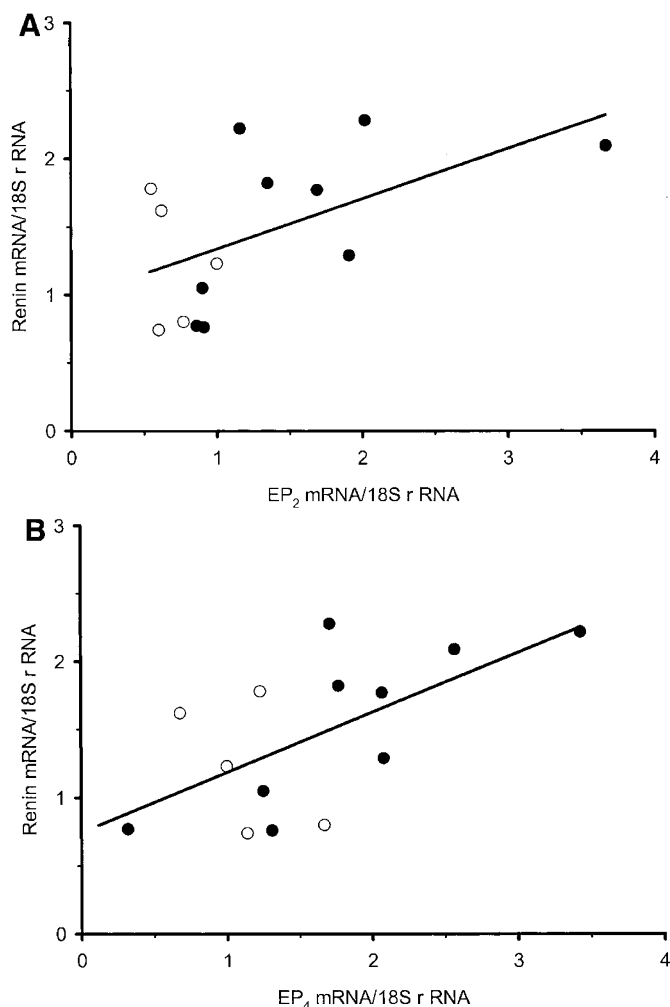 A
3
2
1
0
Renin mRNA/18S r RNA
0 1 2 3 4
EP₂ mRNA/18S r RNA
B
3
2
1
0
Renin mRNA/18S r RNA
0 1 2 3 4
EP₄ mRNA/18S r RNA